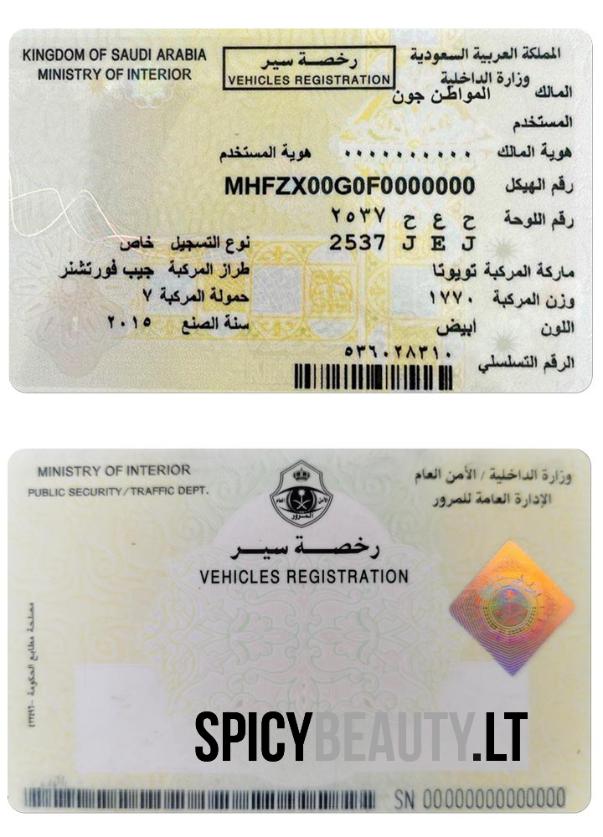 KINGDOM OF SAUDI ARABIA رخصة سير المملكة العربية السعودية
MINISTRY OF INTERIOR VEHICLES REGISTRATION وزارة الداخلية
المالك المواطن جون
المستخدم
هوية المالك ٠٠٠٠٠٠٠٠٠٠ هوية المستخدم
رقم الهيكل MHFZX00G0F0000000
رقم اللوحة ح ع ح ٢٥٣٧
2537 J E J نوع التسجيل خاص
ماركة المركبة تويوتا طراز المركبة جيب فورتشنر
وزن المركبة ١٧٧٠ حمولة المركبة ٧
اللون أبيض سنة الصنع ٢٠١٥
الرقم التسلسلي ٥٣٦٠٢٨٣١٠
MINISTRY OF INTERIOR وزارة الداخلية / الأمن العام
PUBLIC SECURITY/TRAFFIC DEPT. الإدارة العامة للمرور
المرور
رخصة سير
VEHICLES REGISTRATION
مصلحة مطابع الحكومة
SPICYBEAUTY.LT
SN 00000000000000